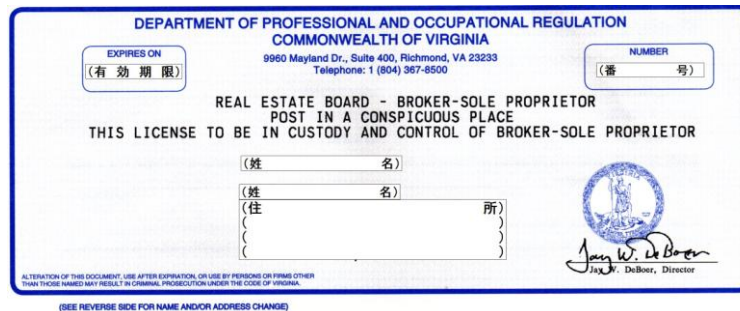 DEPARTMENT OF PROFESSIONAL AND OCCUPATIONAL REGULATION
COMMONWEALTH OF VIRGINIA
EXPIRES ON
(有 効 期 限)
9960 Mayland Dr., Suite 400, Richmond, VA 23233
Telephone: 1 (804) 367-8500
NUMBER
(番 号)
REAL ESTATE BOARD - BROKER-SOLE PROPRIETOR
POST IN A CONSPICUOUS PLACE
THIS LICENSE TO BE IN CUSTODY AND CONTROL OF BROKER-SOLE PROPRIETOR
(姓 名)
(姓 名)
(住 所)
( )
( )
( )
Jay W. DeBoer
Jay W. DeBoer, Director
ALTERATION OF THIS DOCUMENT, USE AFTER EXPIRATION, OR USE BY PERSONS OR FIRMS OTHER
THAN THOSE NAMED MAY RESULT IN CRIMINAL PROSECUTION UNDER THE CODE OF VIRGINIA.
(SEE REVERSE SIDE FOR NAME AND/OR ADDRESS CHANGE)